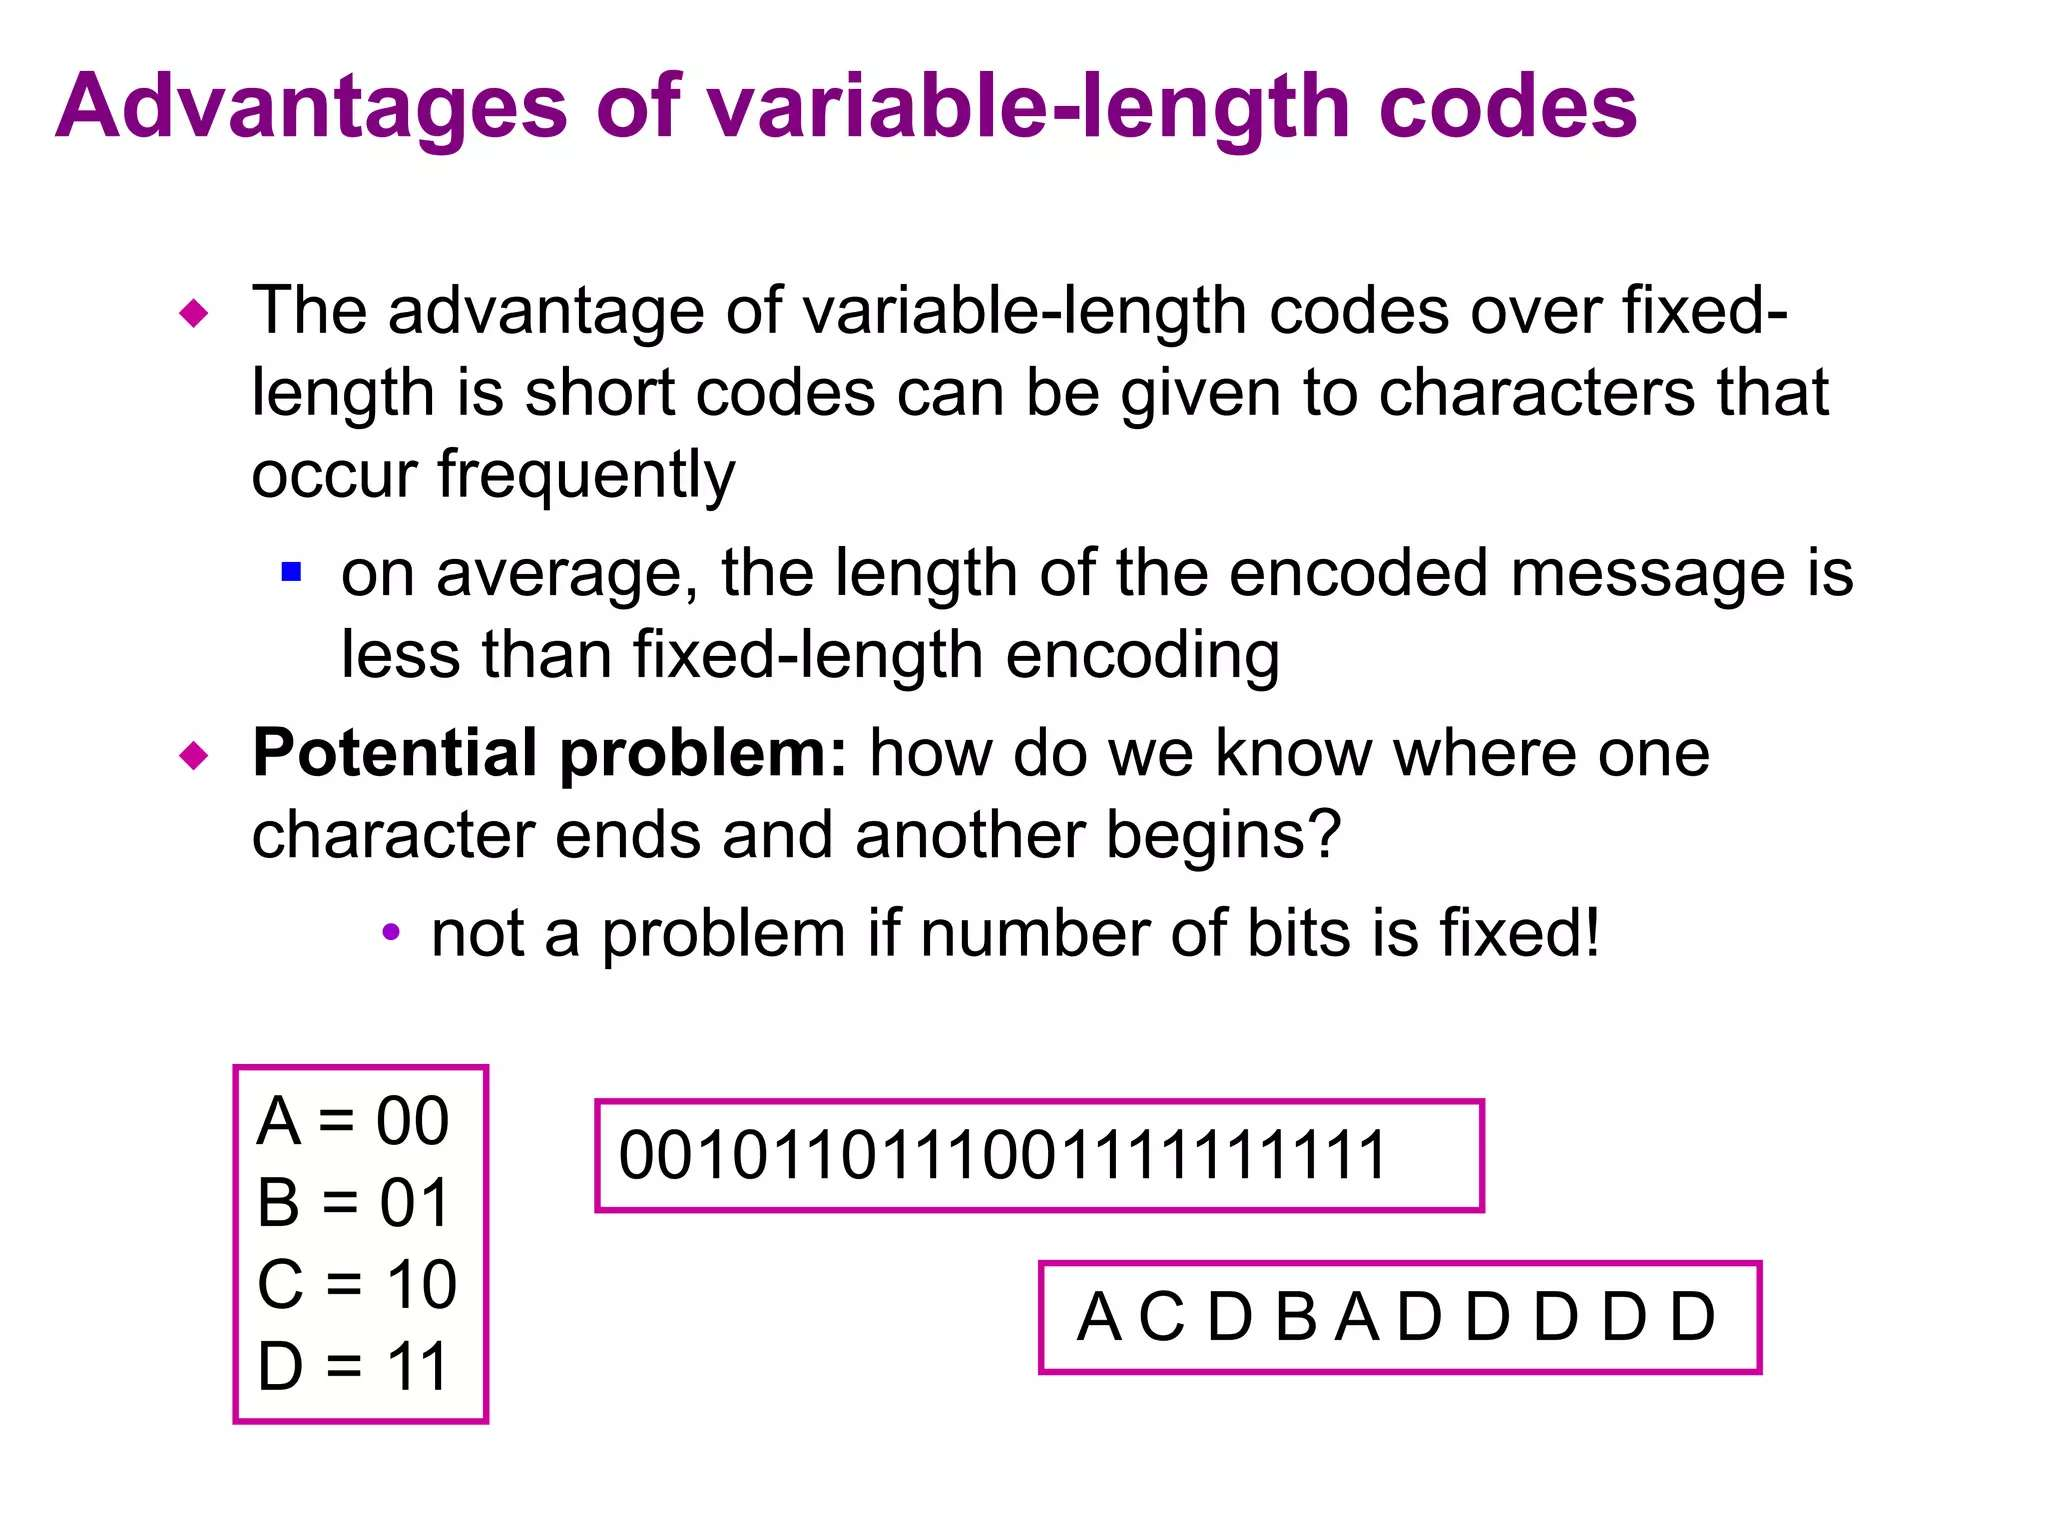 Advantages of variable-length codes
The advantage of variable-length codes over fixed-
length is short codes can be given to characters that
occur frequently
on average, the length of the encoded message is
less than fixed-length encoding
Potential problem: how do we know where one
character ends and another begins?
• not a problem if number of bits is fixed!
A = 00
B = 01
C = 10
D = 11
0010110111001111111111
A C D B A D D D D D